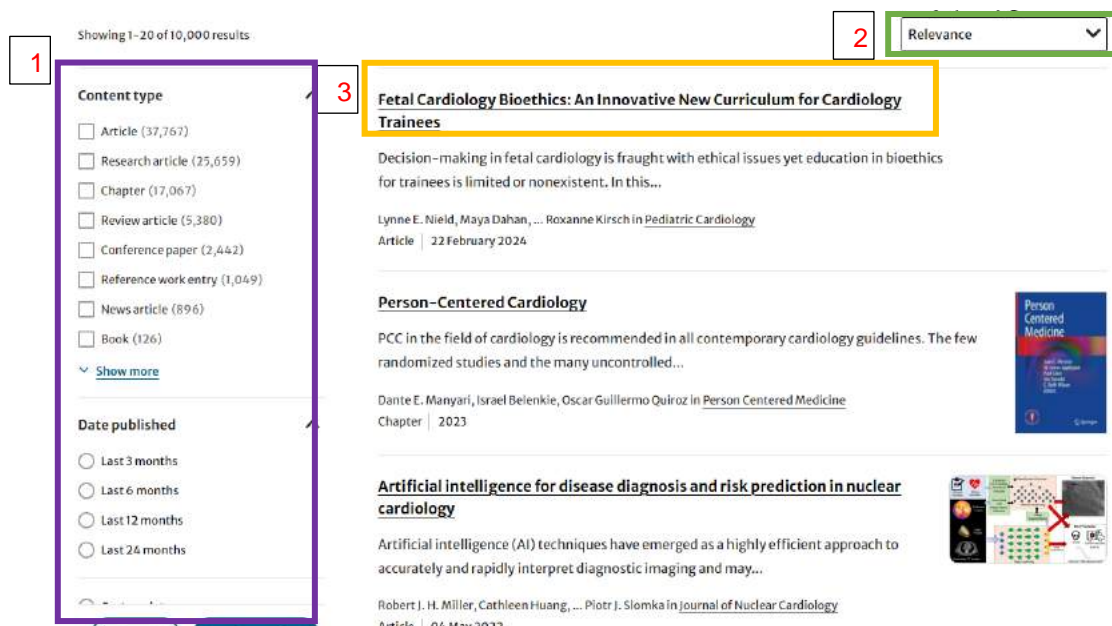 Showing 1-20 of 10,000 results
2
Relevance
1
Content type
Article (37,767)
Research article (25,659)
Chapter (17,067)
Review article (5,380)
Conference paper (2,442)
Reference work entry (1,049)
News article (896)
Book (126)
Show more
Date published
Last 3 months
Last 6 months
Last 12 months
Last 24 months
3
Fetal Cardiology Bioethics: An Innovative New Curriculum for Cardiology
Trainees
Decision-making in fetal cardiology is fraught with ethical issues yet education in bioethics
for trainees is limited or nonexistent. In this...
Lynne E. Nield, Maya Dahan, ... Roxanne Kirsch in Pediatric Cardiology
Article 22 February 2024
Person-Centered Cardiology
PCC in the field of cardiology is recommended in all contemporary cardiology guidelines. The few
randomized studies and the many uncontrolled...
Dante E. Manyari, Israel Belenkie, Oscar Guillermo Quiroz in Person Centered Medicine
Chapter 2023
Person
Centered
Medicine
Springer
Artificial intelligence for disease diagnosis and risk prediction in nuclear
cardiology
Artificial intelligence (AI) techniques have emerged as a highly efficient approach to
accurately and rapidly interpret diagnostic imaging and may...
Robert J. H. Miller, Cathleen Huang, ... Piotr J. Slomka in Journal of Nuclear Cardiology
Article 04 May 2022